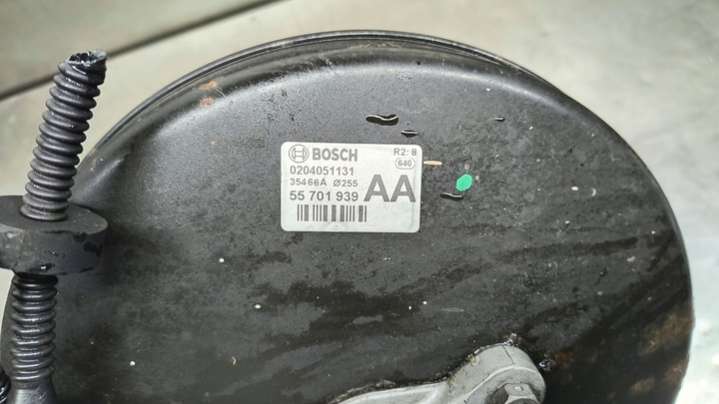 BOSCH R2: 8
0204051131 640
35466A Ø255
55 701 939 AA